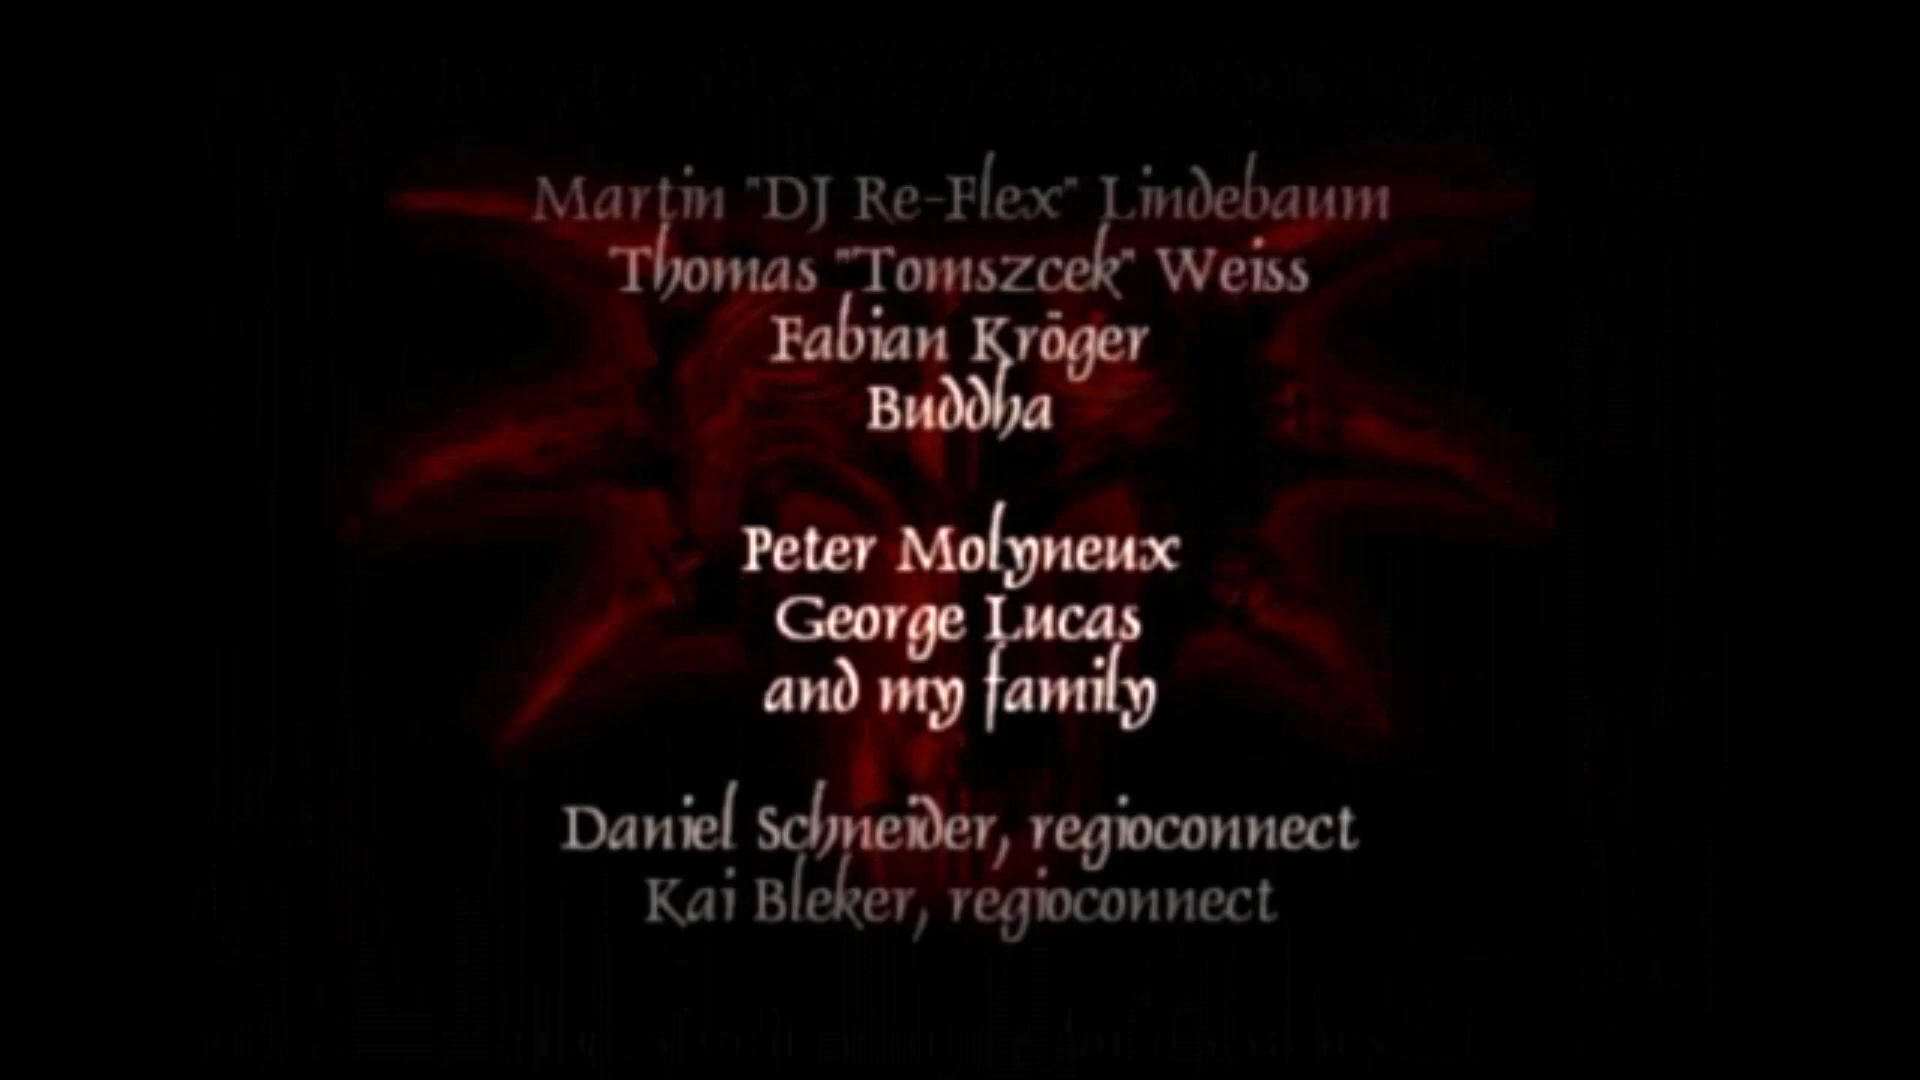 Martin "DJ Re-Flex" Lindebaum
Thomas "Tomszcek" Weiss
Fabian Kröger
Buddha
Peter Molyneux
George Lucas
and my family
Daniel Schneider, regioconnect
Kai Bleker, regioconnect